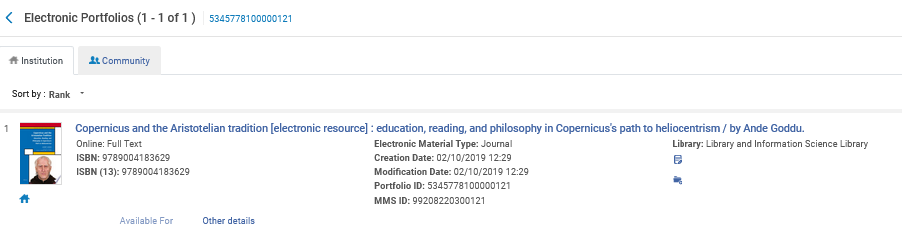 Electronic Portfolios (1 - 1 of 1 ) 5345778100000121
Institution Community
Sort by : Rank
1 Copernicus and the Aristotelian tradition [electronic resource] : education, reading, and philosophy in Copernicus's path to heliocentrism / by Ande Goddu.
Online: Full Text Electronic Material Type: Journal Library: Library and Information Science Library
ISBN: 9789004183629 Creation Date: 02/10/2019 12:29
ISBN (13): 9789004183629 Modification Date: 02/10/2019 12:29
Portfolio ID: 5345778100000121
MMS ID: 99208220300121
Available For Other details